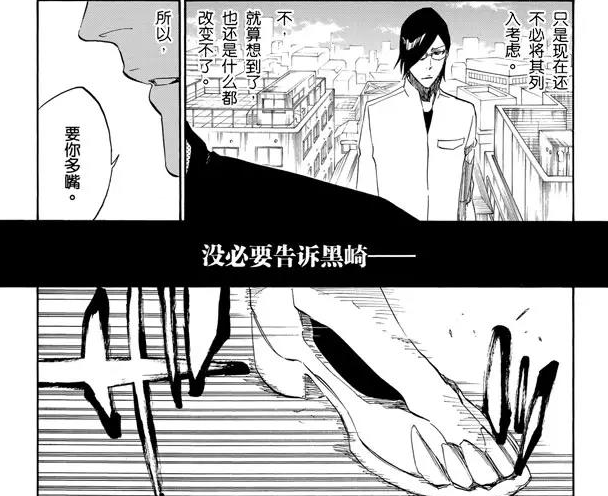 只是现在还
不必将其列
入考虑。
不，
就算想到了，
也还是什么都
改变不了。
所以，
要你多嘴。
没必要告诉黑崎——